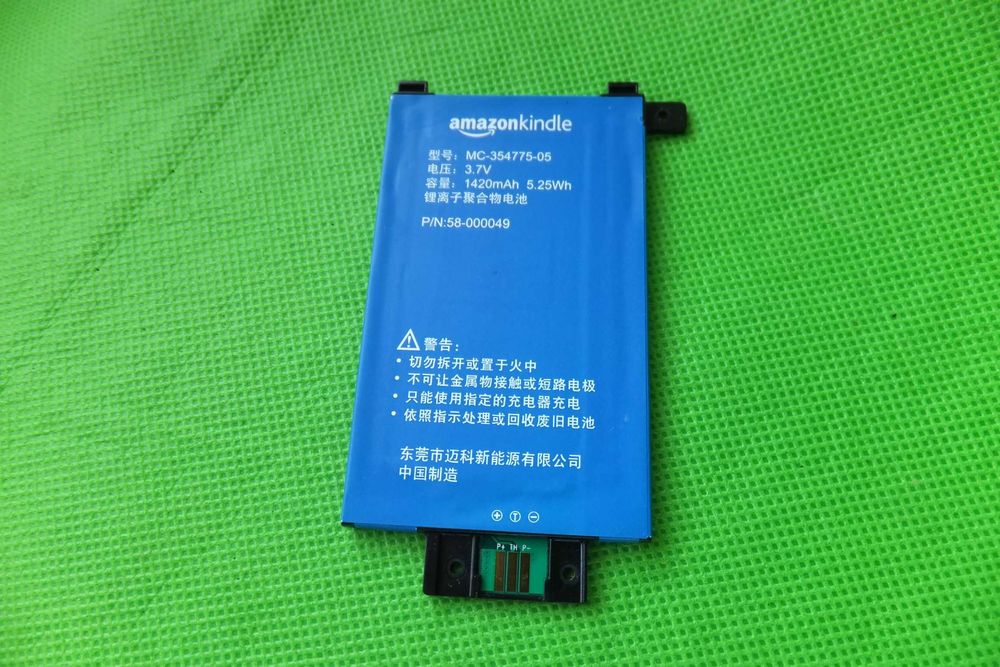 amazonkindle
型号：MC-354775-05
电压：3.7V
容量：1420mAh 5.25Wh
锂离子聚合物电池
P/N:58-000049
警告：
• 切勿拆开或置于火中
• 不可让金属物接触或短路电极
• 只能使用指定的充电器充电
• 依照指示处理或回收废旧电池
东莞市迈科新能源有限公司
中国制造
+ T −
P+ TH P-